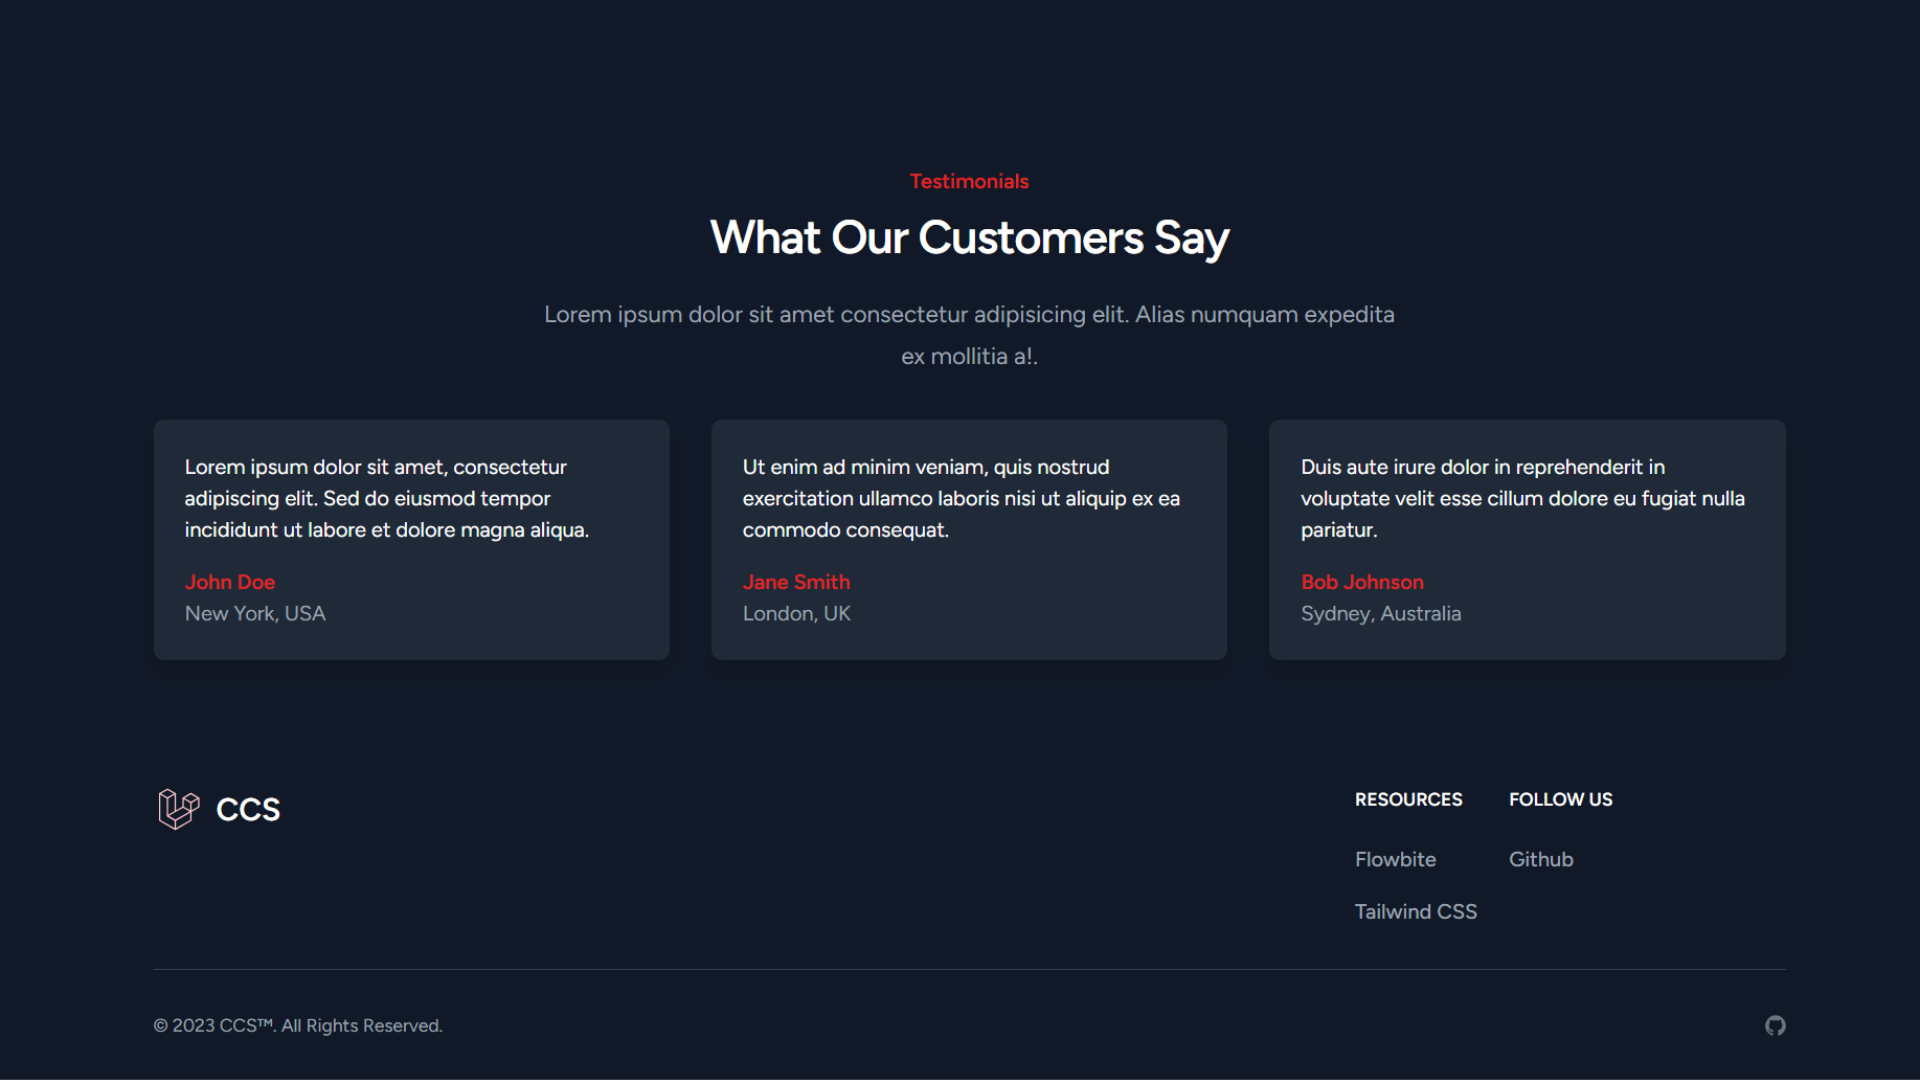 Testimonials
What Our Customers Say
Lorem ipsum dolor sit amet consectetur adipisicing elit. Alias numquam expedita
ex mollitia a!.
Lorem ipsum dolor sit amet, consectetur
adipiscing elit. Sed do eiusmod tempor
incididunt ut labore et dolore magna aliqua.
John Doe
New York, USA
Ut enim ad minim veniam, quis nostrud
exercitation ullamco laboris nisi ut aliquip ex ea
commodo consequat.
Jane Smith
London, UK
Duis aute irure dolor in reprehenderit in
voluptate velit esse cillum dolore eu fugiat nulla
pariatur.
Bob Johnson
Sydney, Australia
CCS
RESOURCES
Flowbite
Tailwind CSS
FOLLOW US
Github
© 2023 CCS™. All Rights Reserved.